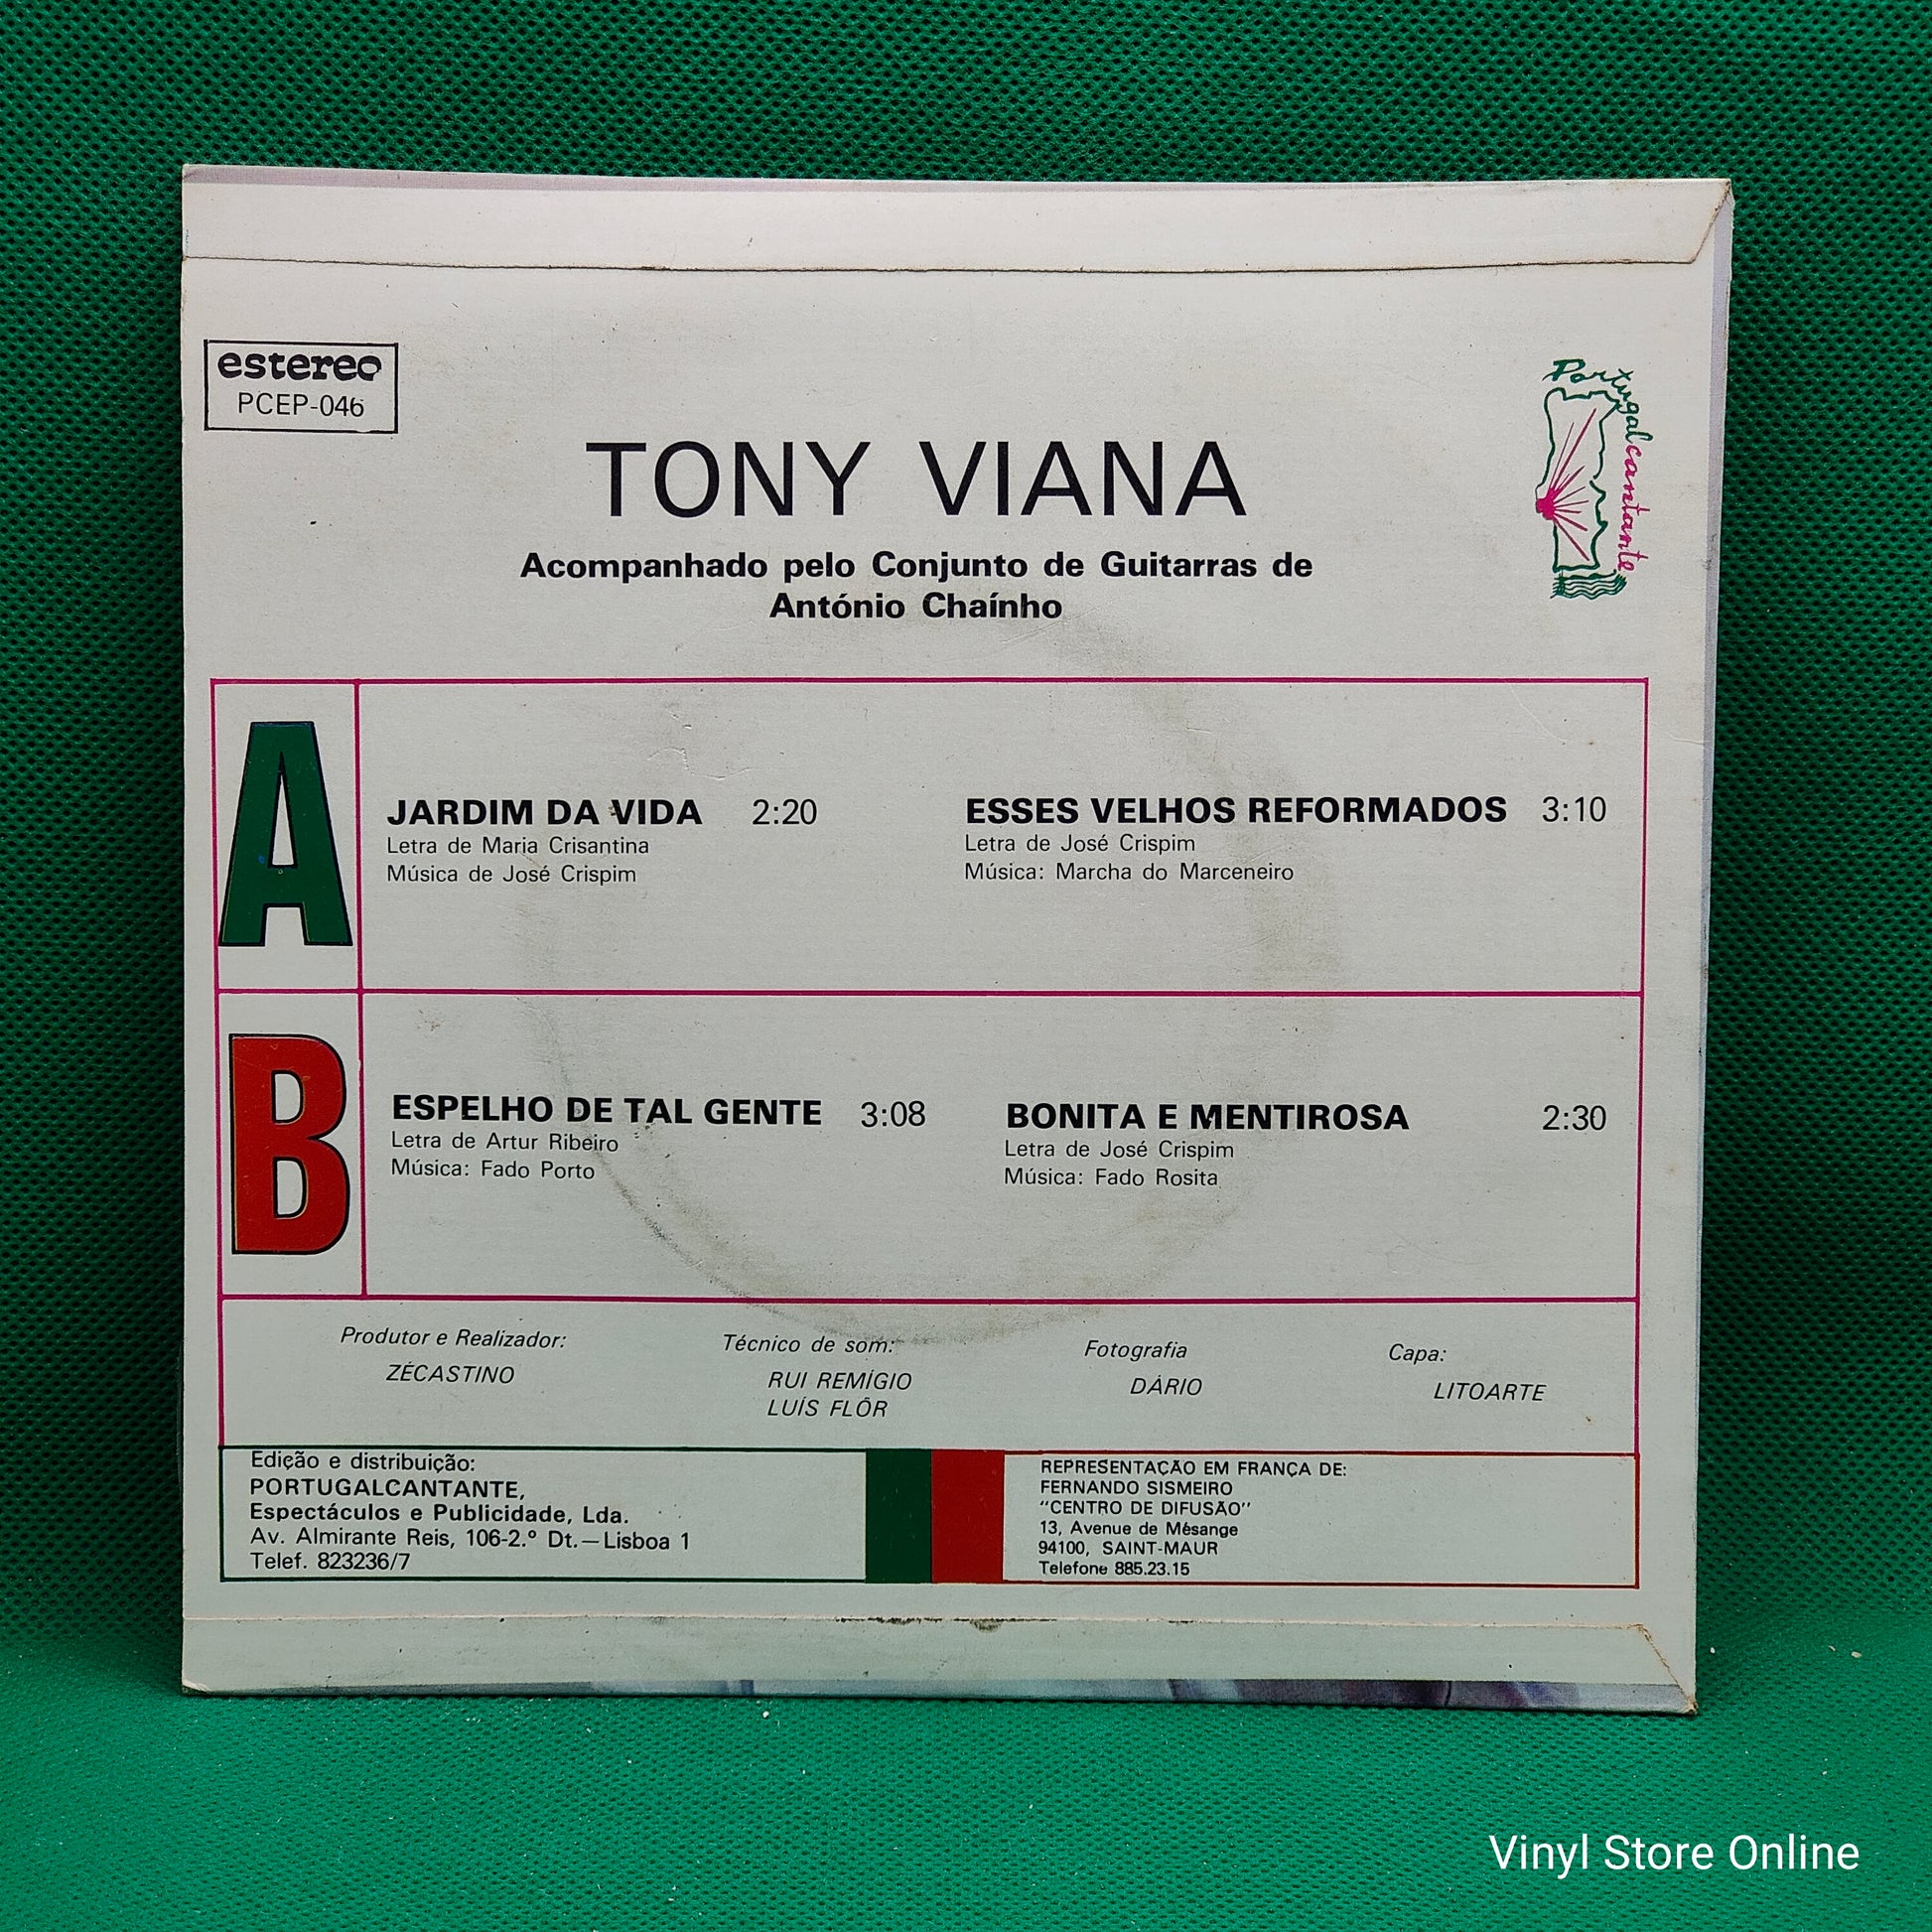 estereo
PCEP-046
Portugalcantante
TONY VIANA
Acompanhado pelo Conjunto de Guitarras de
António Chaínho
A
JARDIM DA VIDA 2:20
Letra de Maria Crisantina
Música de José Crispim
ESSES VELHOS REFORMADOS 3:10
Letra de José Crispim
Música: Marcha do Marceneiro
B
ESPELHO DE TAL GENTE 3:08
Letra de Artur Ribeiro
Música: Fado Porto
BONITA E MENTIROSA 2:30
Letra de José Crispim
Música: Fado Rosita
Produtor e Realizador:
ZÉCASTINO
Técnico de som:
RUI REMÍGIO
LUÍS FLÔR
Fotografia
DÁRIO
Capa:
LITOARTE
Edição e distribuição:
PORTUGALCANTANTE,
Espectáculos e Publicidade, Lda.
Av. Almirante Reis, 106-2.º Dt.—Lisboa 1
Telef. 823236/7
REPRESENTAÇÃO EM FRANÇA DE:
FERNANDO SISMEIRO
"CENTRO DE DIFUSÃO"
13, Avenue de Mésange
94100, SAINT-MAUR
Telefone 885.23.15
Vinyl Store Online